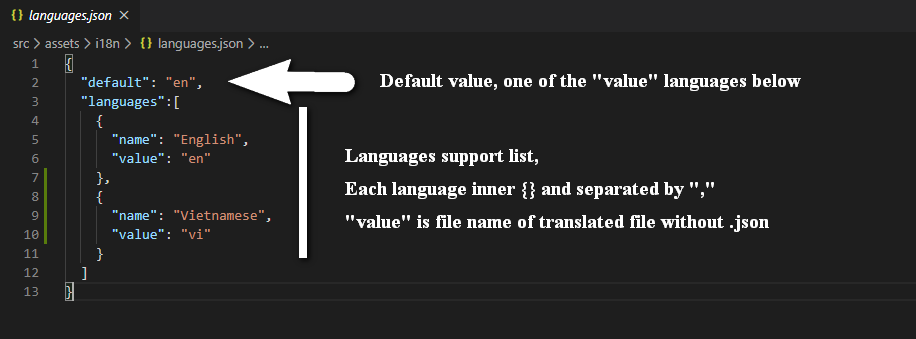 {} languages.json ×
src > assets > i18n > {} languages.json > ...
1 {
2 "default": "en",
Default value, one of the "value" languages below
3 "languages":[
4 {
5 "name": "English",
6 "value": "en"
7 },
8 {
9 "name": "Vietnamese",
10 "value": "vi"
11 }
12 ]
13 }
Languages support list,
Each language inner {} and separated by ","
"value" is file name of translated file without .json